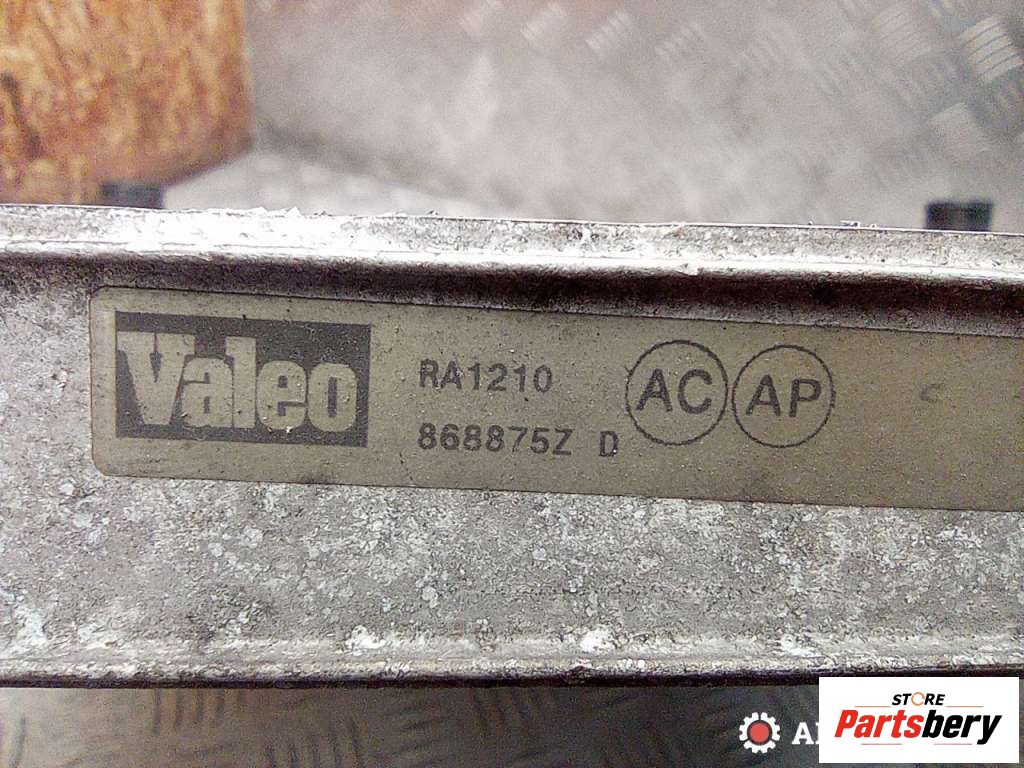 Valeo
RA1210
868875Z D
AC AP
STORE
Partsbery